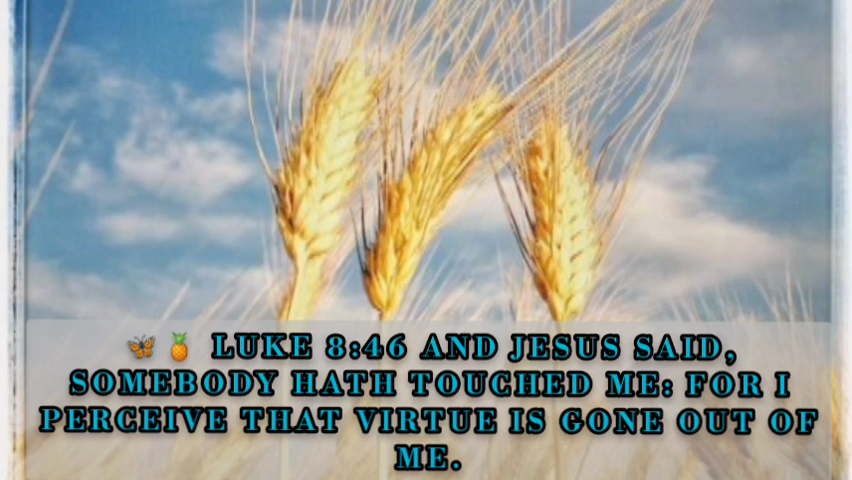 🦋🍍 LUKE 8:46 AND JESUS SAID,
SOMEBODY HATH TOUCHED ME: FOR I
PERCEIVE THAT VIRTUE IS GONE OUT OF
ME.